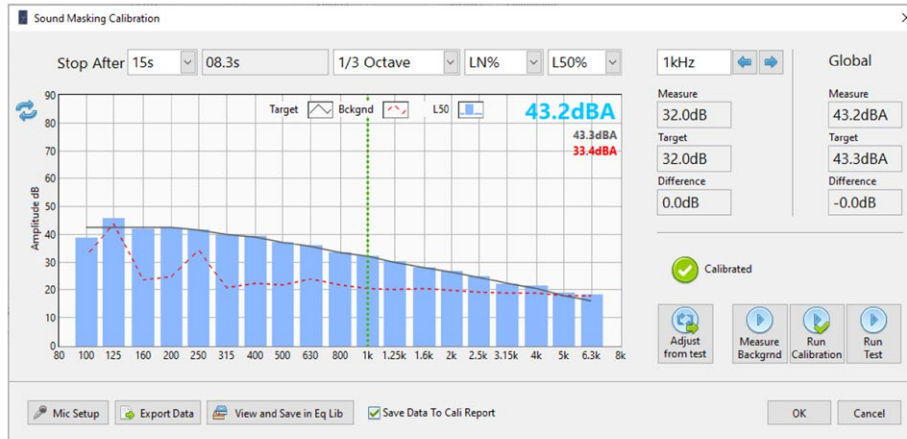 Sound Masking Calibration
Stop After 15s 08.3s 1/3 Octave LN% L50% 1kHz Global
Target Bckgnd L50 43.2dBA
43.3dBA
33.4dBA
Measure Measure
32.0dB 43.2dBA
Target Target
32.0dB 43.3dBA
Difference Difference
0.0dB -0.0dB
Calibrated
Amplitude dB
90
80
70
60
50
40
30
20
10
0
80 100 125 160 200 250 315 400 500 630 800 1k 1.25k 1.6k 2k 2.5k 3.15k 4k 5k 6.3k 8k
Adjust from test
Measure Backgrnd
Run Calibration
Run Test
Mic Setup Export Data View and Save in Eq Lib Save Data To Cali Report OK Cancel